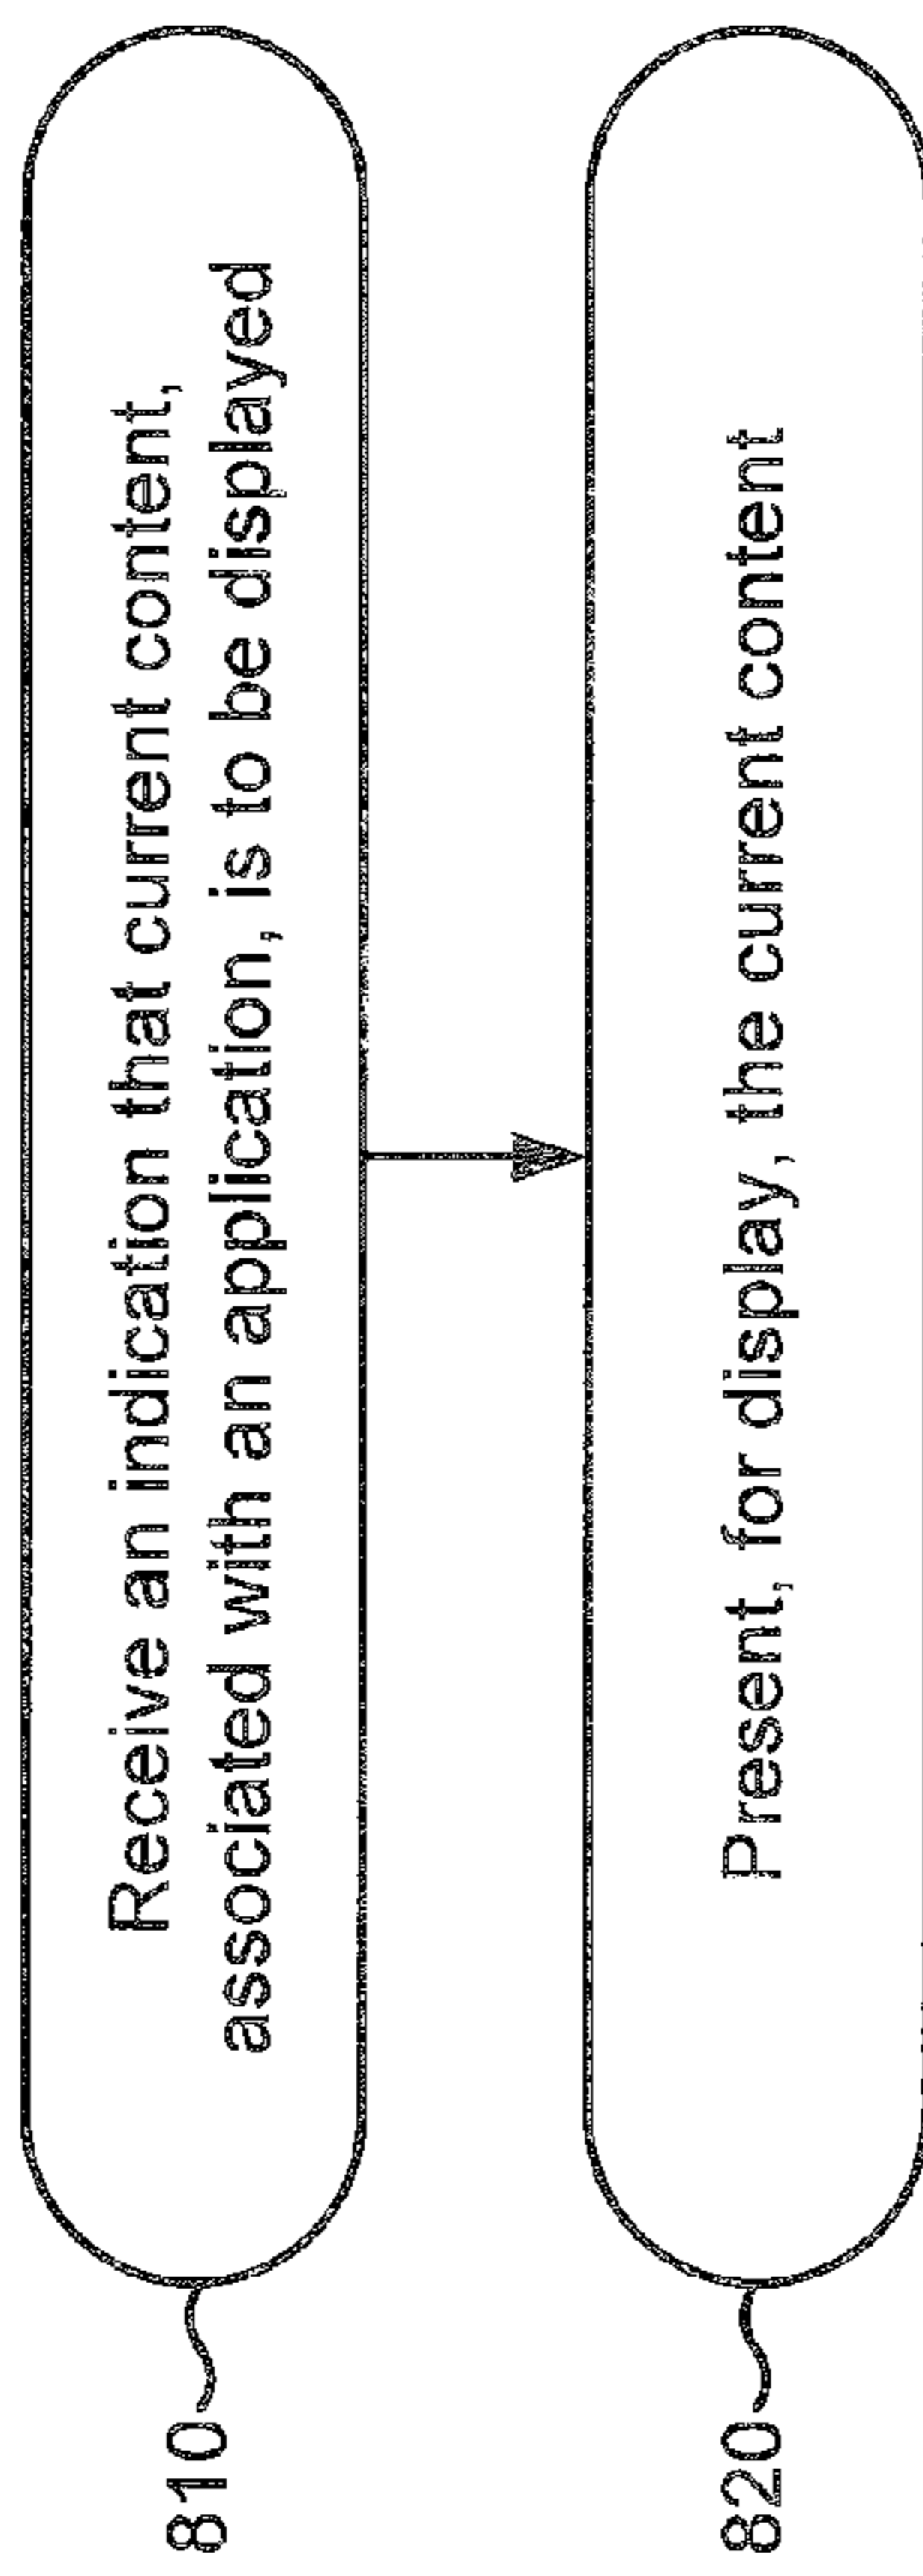 810
Receive an indication that current content,
associated with an application, is to be displayed
820
Present, for display, the current content